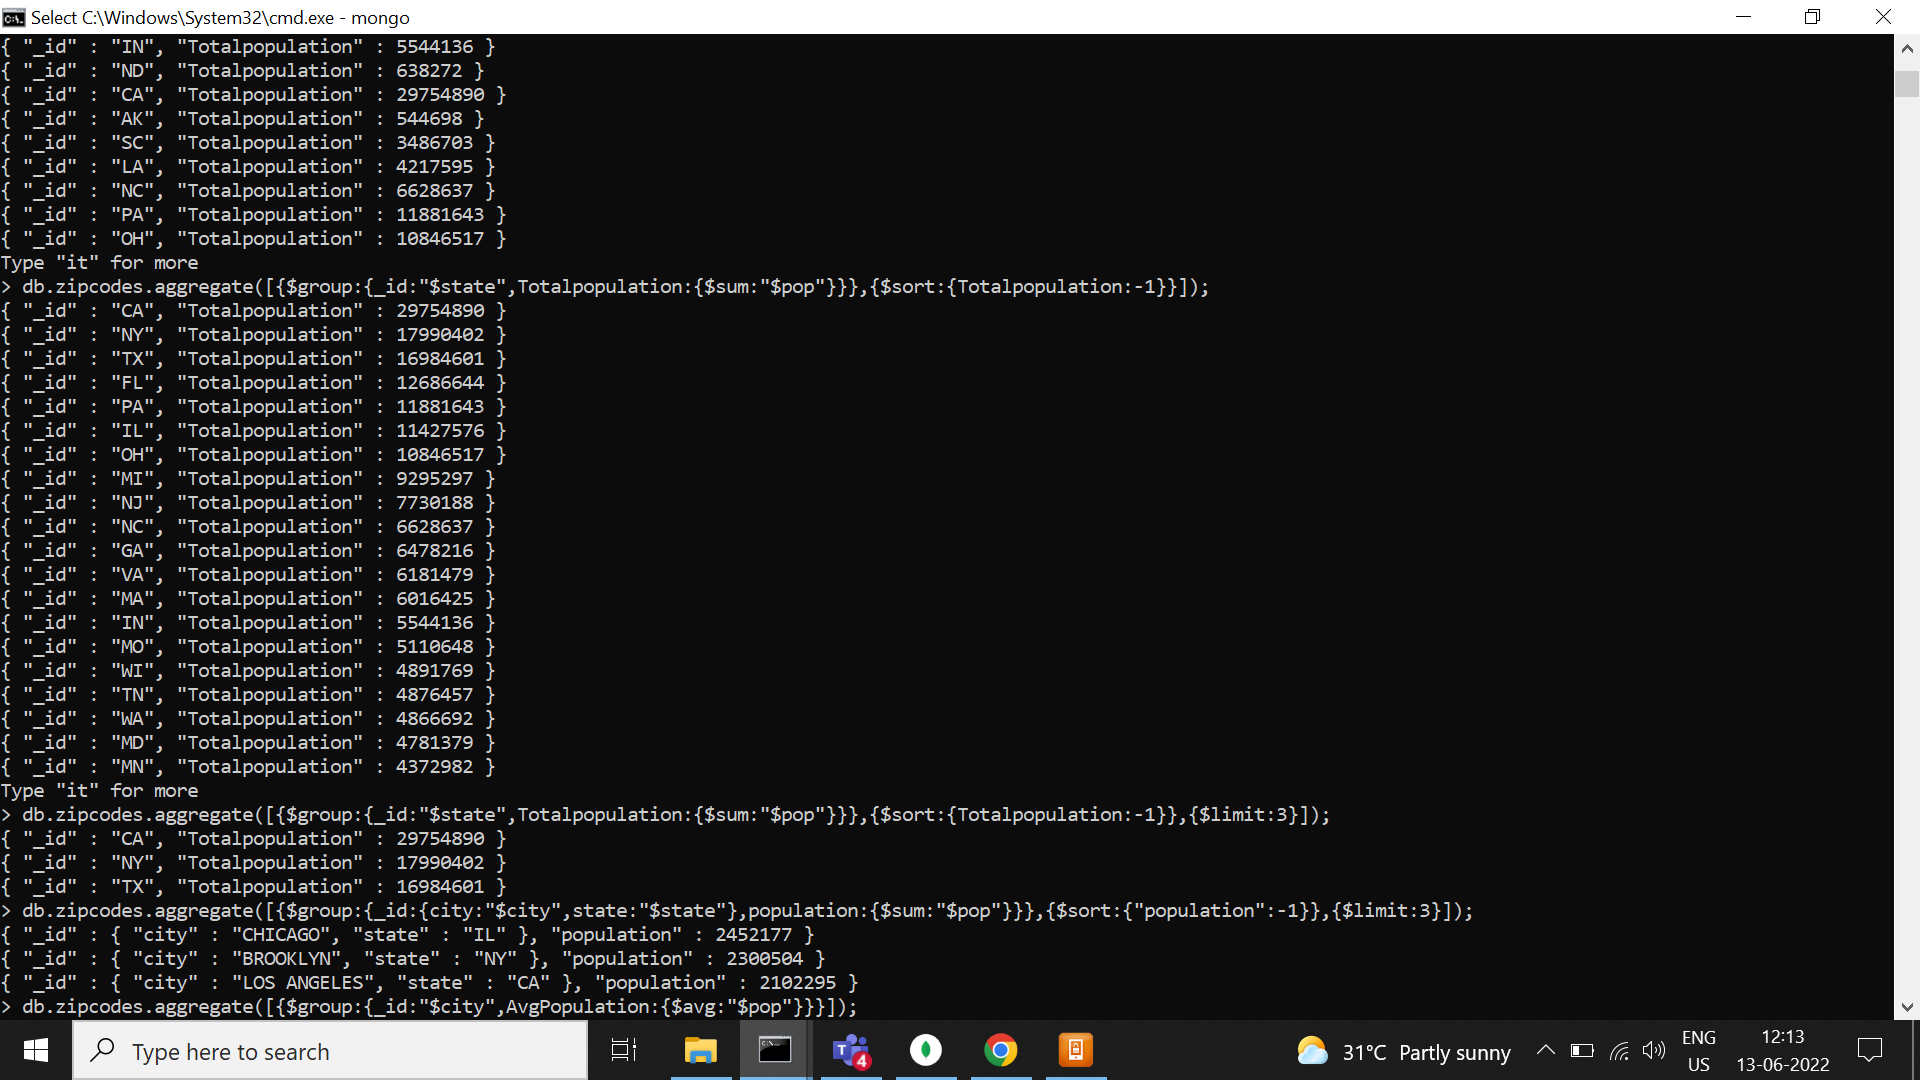 Select C:\Windows\System32\cmd.exe - mongo
{ "_id" : "IN", "Totalpopulation" : 5544136 }
{ "_id" : "ND", "Totalpopulation" : 638272 }
{ "_id" : "CA", "Totalpopulation" : 29754890 }
{ "_id" : "AK", "Totalpopulation" : 544698 }
{ "_id" : "SC", "Totalpopulation" : 3486703 }
{ "_id" : "LA", "Totalpopulation" : 4217595 }
{ "_id" : "NC", "Totalpopulation" : 6628637 }
{ "_id" : "PA", "Totalpopulation" : 11881643 }
{ "_id" : "OH", "Totalpopulation" : 10846517 }
Type "it" for more
> db.zipcodes.aggregate([{$group:{_id:"$state",Totalpopulation:{$sum:"$pop"}}},{$sort:{Totalpopulation:-1}}]);
{ "_id" : "CA", "Totalpopulation" : 29754890 }
{ "_id" : "NY", "Totalpopulation" : 17990402 }
{ "_id" : "TX", "Totalpopulation" : 16984601 }
{ "_id" : "FL", "Totalpopulation" : 12686644 }
{ "_id" : "PA", "Totalpopulation" : 11881643 }
{ "_id" : "IL", "Totalpopulation" : 11427576 }
{ "_id" : "OH", "Totalpopulation" : 10846517 }
{ "_id" : "MI", "Totalpopulation" : 9295297 }
{ "_id" : "NJ", "Totalpopulation" : 7730188 }
{ "_id" : "NC", "Totalpopulation" : 6628637 }
{ "_id" : "GA", "Totalpopulation" : 6478216 }
{ "_id" : "VA", "Totalpopulation" : 6181479 }
{ "_id" : "MA", "Totalpopulation" : 6016425 }
{ "_id" : "IN", "Totalpopulation" : 5544136 }
{ "_id" : "MO", "Totalpopulation" : 5110648 }
{ "_id" : "WI", "Totalpopulation" : 4891769 }
{ "_id" : "TN", "Totalpopulation" : 4876457 }
{ "_id" : "WA", "Totalpopulation" : 4866692 }
{ "_id" : "MD", "Totalpopulation" : 4781379 }
{ "_id" : "MN", "Totalpopulation" : 4372982 }
Type "it" for more
> db.zipcodes.aggregate([{$group:{_id:"$state",Totalpopulation:{$sum:"$pop"}}},{$sort:{Totalpopulation:-1}},{$limit:3}]);
{ "_id" : "CA", "Totalpopulation" : 29754890 }
{ "_id" : "NY", "Totalpopulation" : 17990402 }
{ "_id" : "TX", "Totalpopulation" : 16984601 }
> db.zipcodes.aggregate([{$group:{_id:{city:"$city",state:"$state"},population:{$sum:"$pop"}}},{$sort:{"population":-1}},{$limit:3}]);
{ "_id" : { "city" : "CHICAGO", "state" : "IL" }, "population" : 2452177 }
{ "_id" : { "city" : "BROOKLYN", "state" : "NY" }, "population" : 2300504 }
{ "_id" : { "city" : "LOS ANGELES", "state" : "CA" }, "population" : 2102295 }
> db.zipcodes.aggregate([{$group:{_id:"$city",AvgPopulation:{$avg:"$pop"}}}]);
Type here to search
T
4
31°C Partly sunny
ENG
US
12:13
13-06-2022